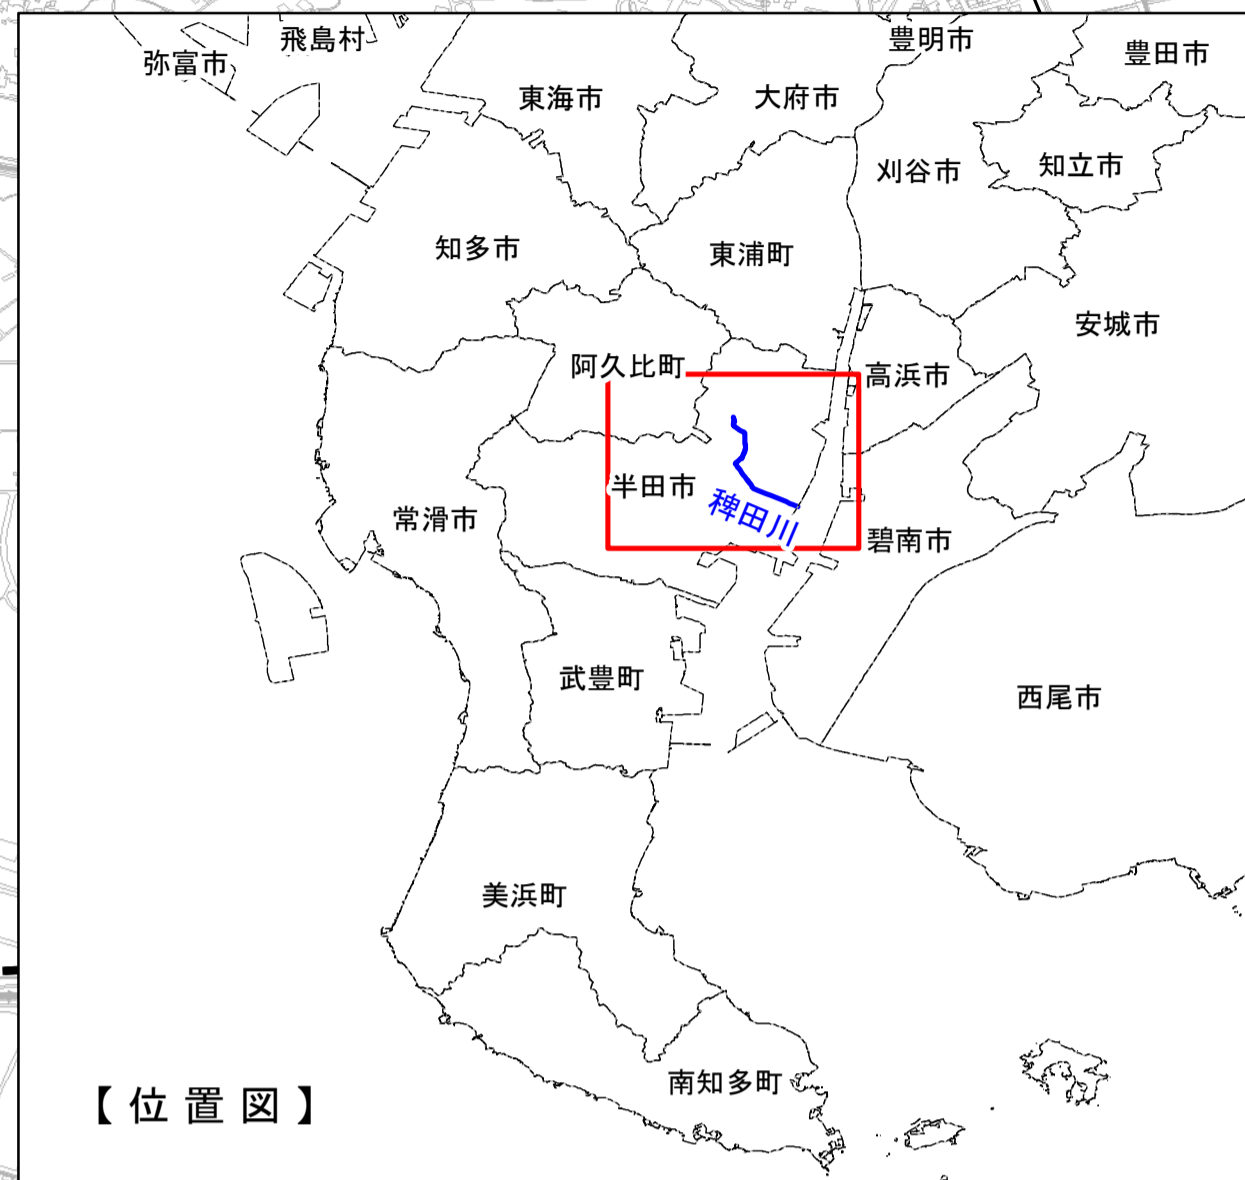 飛島村
豊明市
弥富市
豊田市
東海市
大府市
刈谷市
知立市
知多市
東浦町
安城市
阿久比町
高浜市
半田市
稗田川
常滑市
碧南市
武豊町
西尾市
美浜町
南知多町
【位置図】